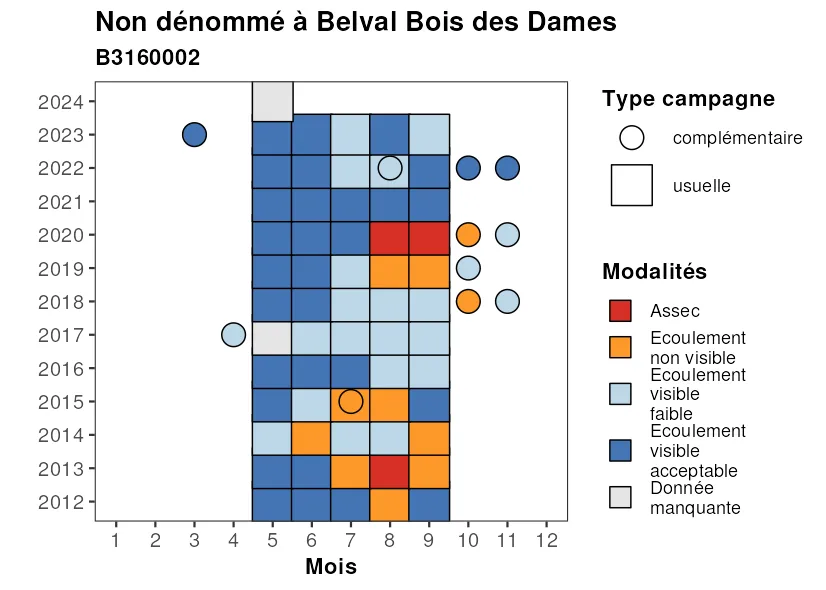 Non dénommé à Belval Bois des Dames
B3160002
2024
2023
2022
2021
2020
2019
2018
2017
2016
2015
2014
2013
2012
1 2 3 4 5 6 7 8 9 10 11 12
Mois
Type campagne
complémentaire
usuelle
Modalités
Assec
Ecoulement
non visible
Ecoulement
visible
faible
Ecoulement
visible
acceptable
Donnée
manquante